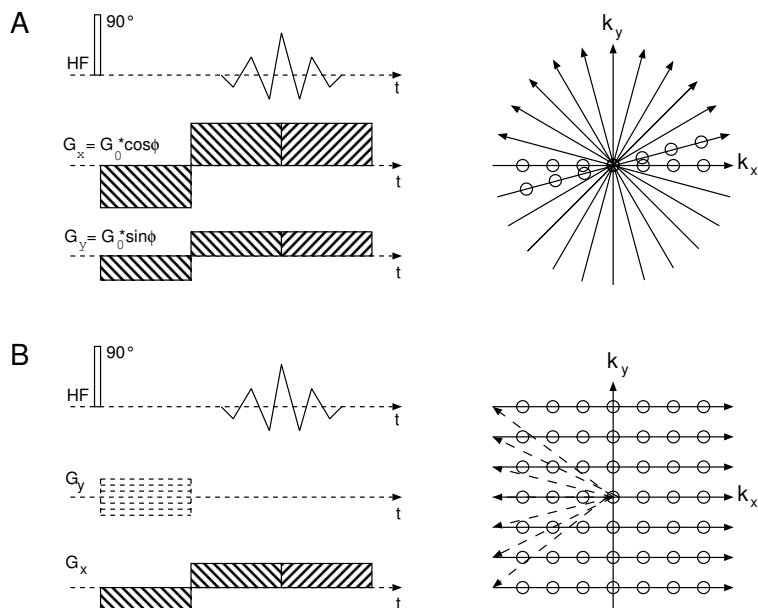 A
90°
HF
t
G_x = G_0*cosϕ
t
G_y = G_0*sinϕ
t
k_y
k_x
B
90°
HF
t
G_y
t
G_x
t
k_y
k_x